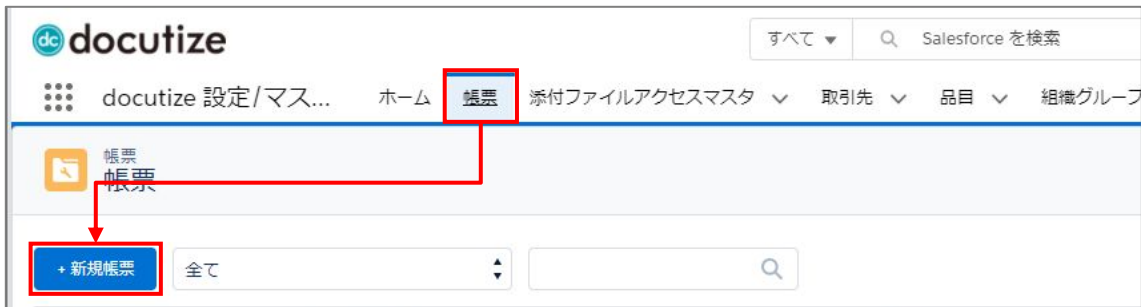 dc docutize
すべて Salesforce を検索
docutize 設定/マス... ホーム 帳票 添付ファイルアクセスマスタ 取引先 品目 組織グループ
帳票
帳票
+ 新規帳票 全て